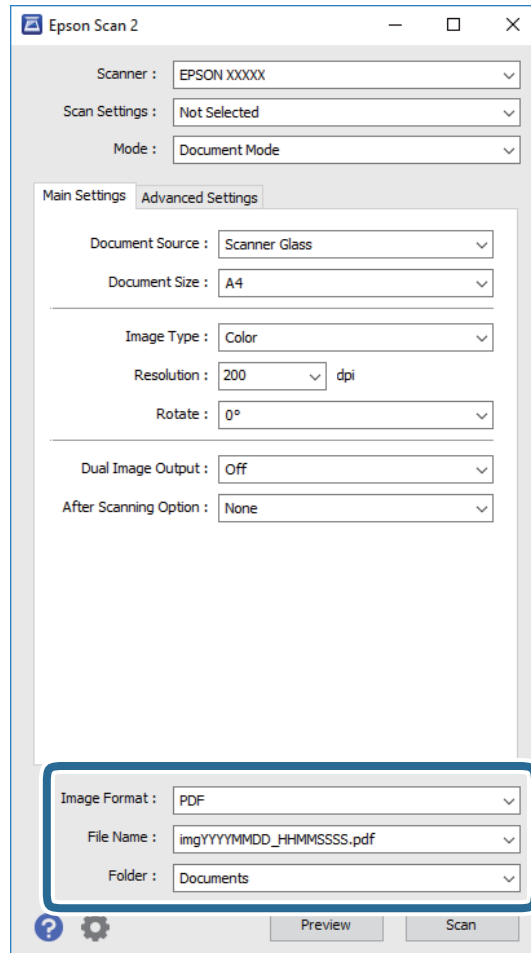 Epson Scan 2
Scanner : EPSON XXXXX
Scan Settings : Not Selected
Mode : Document Mode
Main Settings Advanced Settings
Document Source : Scanner Glass
Document Size : A4
Image Type : Color
Resolution : 200 dpi
Rotate : 0°
Dual Image Output : Off
After Scanning Option : None
Image Format : PDF
File Name : imgYYYYMMDD_HHMMSSSS.pdf
Folder : Documents
? Preview Scan